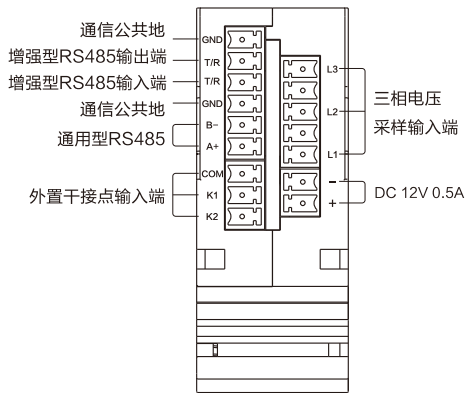 通信公共地 GND
增强型RS485输出端 T/R
增强型RS485输入端 T/R
通信公共地 GND
通用型RS485
B-
A+
外置干接点输入端
COM
K1
K2
L3
L2
L1
三相电压
采样输入端
−
+
DC 12V 0.5A